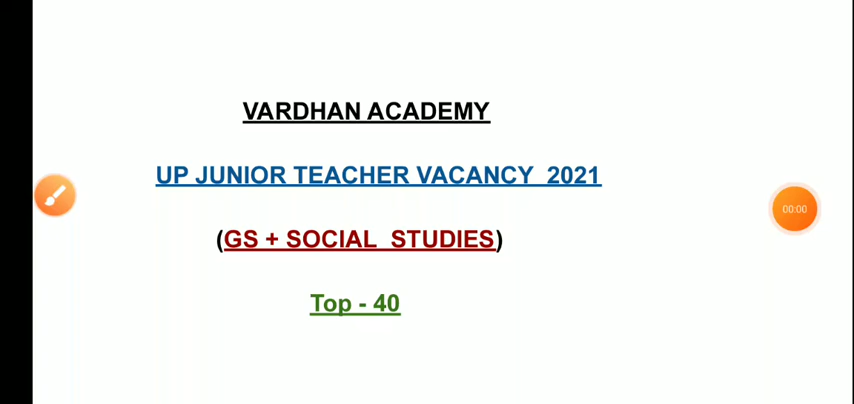 VARDHAN ACADEMY
UP JUNIOR TEACHER VACANCY 2021
(GS + SOCIAL STUDIES)
Top - 40
00:00